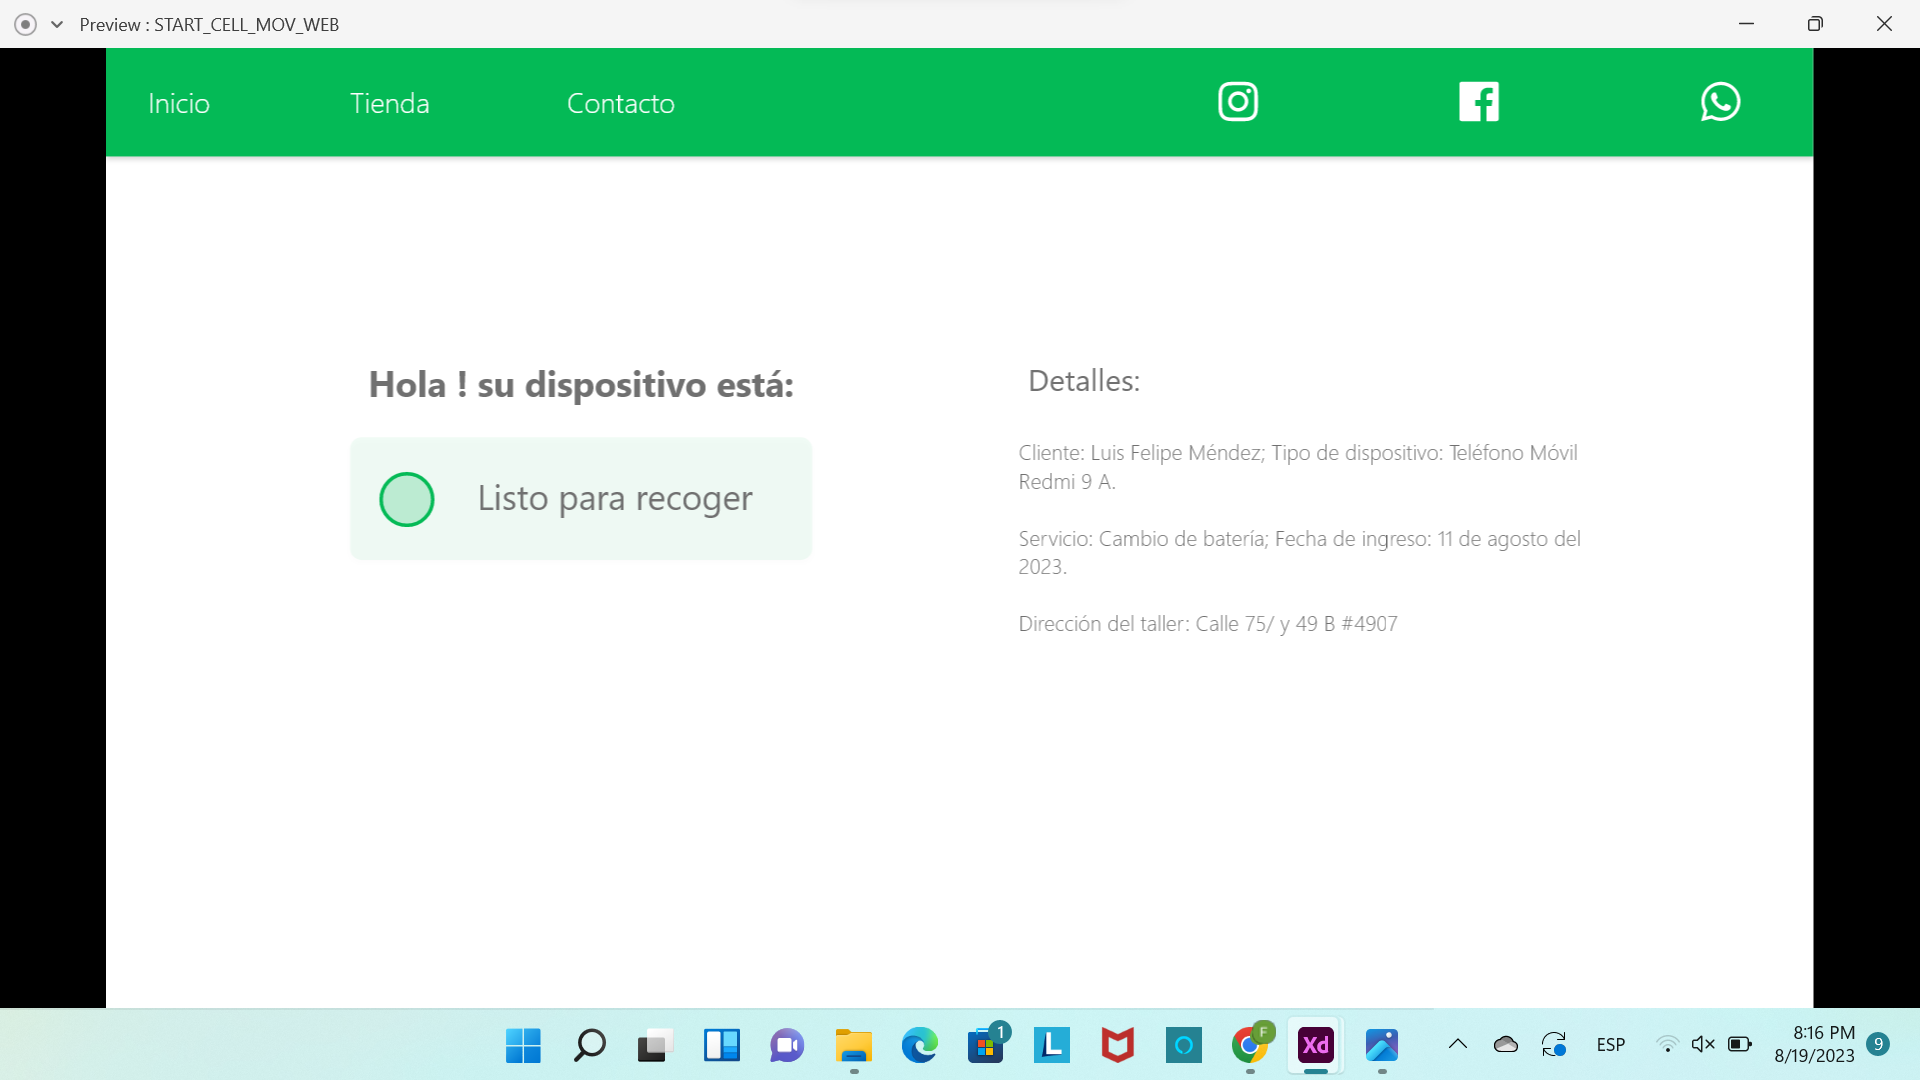 Preview : START_CELL_MOV_WEB
Inicio
Tienda
Contacto
Hola ! su dispositivo está:
Listo para recoger
Detalles:
Cliente: Luis Felipe Méndez; Tipo de dispositivo: Teléfono Móvil
Redmi 9 A.
Servicio: Cambio de batería; Fecha de ingreso: 11 de agosto del
2023.
Dirección del taller: Calle 75/ y 49 B #4907
1
L
F
Xd
ESP
8:16 PM
8/19/2023
9